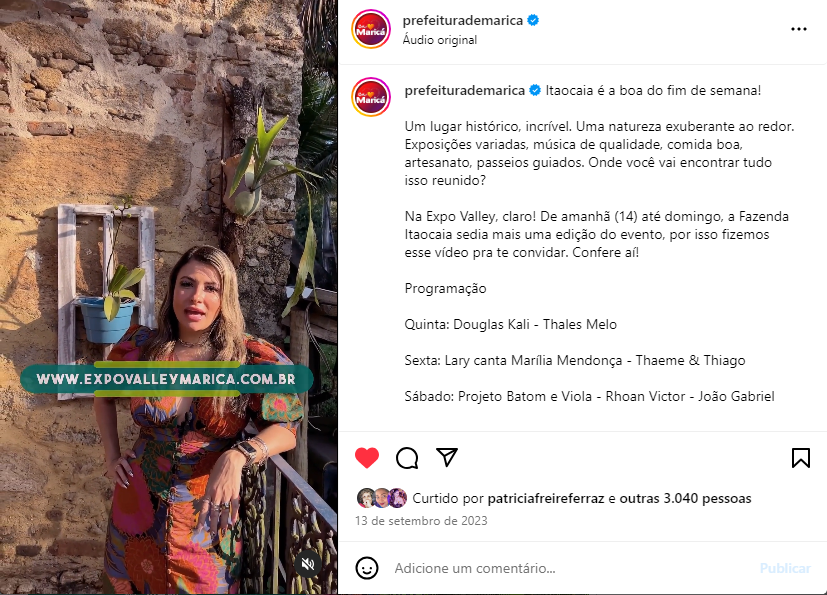 WWW.EXPOVALLEYMARICA.COM.BR
Maricá
prefeiturademarica
Áudio original
Maricá
prefeiturademarica Itaocaia é a boa do fim de semana!
Um lugar histórico, incrível. Uma natureza exuberante ao redor.
Exposições variadas, música de qualidade, comida boa,
artesanato, passeios guiados. Onde você vai encontrar tudo
isso reunido?
Na Expo Valley, claro! De amanhã (14) até domingo, a Fazenda
Itaocaia sedia mais uma edição do evento, por isso fizemos
esse vídeo pra te convidar. Confere aí!
Programação
Quinta: Douglas Kali - Thales Melo
Sexta: Lary canta Marília Mendonça - Thaeme & Thiago
Sábado: Projeto Batom e Viola - Rhoan Victor - João Gabriel
Curtido por patriciafreireferraz e outras 3.040 pessoas
13 de setembro de 2023
Adicione um comentário...
Publicar